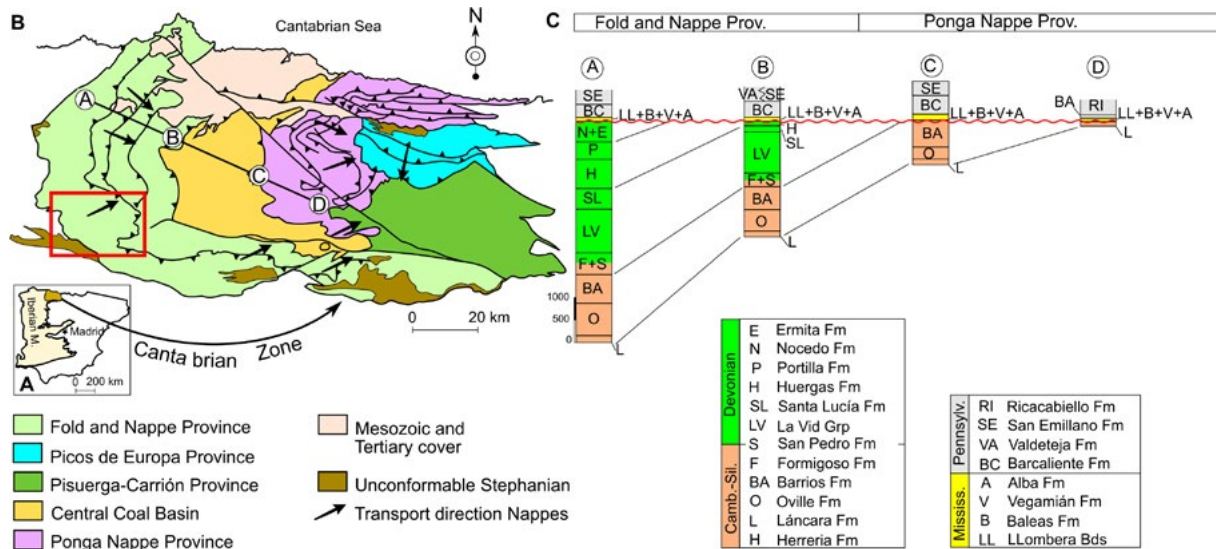 B
Cantabrian Sea
N
A
B
C
D
Iberian M.
Madrid
A
0 200 km
Canta brian Zone
0 20 km
Fold and Nappe Province
Picos de Europa Province
Pisuerga-Carrión Province
Central Coal Basin
Ponga Nappe Province
Mesozoic and
Tertiary cover
Unconformable Stephanian
Transport direction Nappes
C
Fold and Nappe Prov.
Ponga Nappe Prov.
A
B
C
D
SE
BC
LL+B+V+A
N+E
P
H
SL
LV
F+S
BA
O
L
1000
500
0
VA≤SE
BC
LL+B+V+A
H
SL
LV
F+S
BA
O
L
SE
BC
LL+B+V+A
BA
O
L
BA
RI
LL+B+V+A
L
Devonian
E Ermita Fm
N Nocedo Fm
P Portilla Fm
H Huergas Fm
SL Santa Lucía Fm
LV La Vid Grp
S San Pedro Fm
Camb.-Sil.
F Formigoso Fm
BA Barrios Fm
O Oville Fm
L Láncara Fm
H Herreria Fm
Pennsylv.
RI Ricacabiello Fm
SE San Emillano Fm
VA Valdeteja Fm
BC Barcaliente Fm
Mississ.
A Alba Fm
V Vegamián Fm
B Baleas Fm
LL LLombera Bds